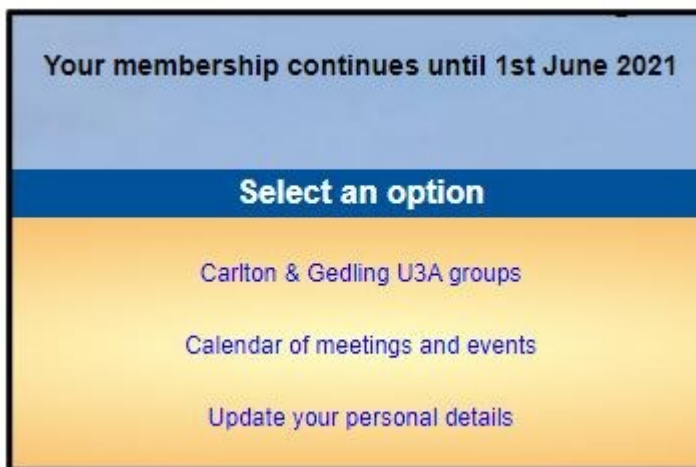 Your membership continues until 1st June 2021
Select an option
Carlton & Gedling U3A groups
Calendar of meetings and events
Update your personal details